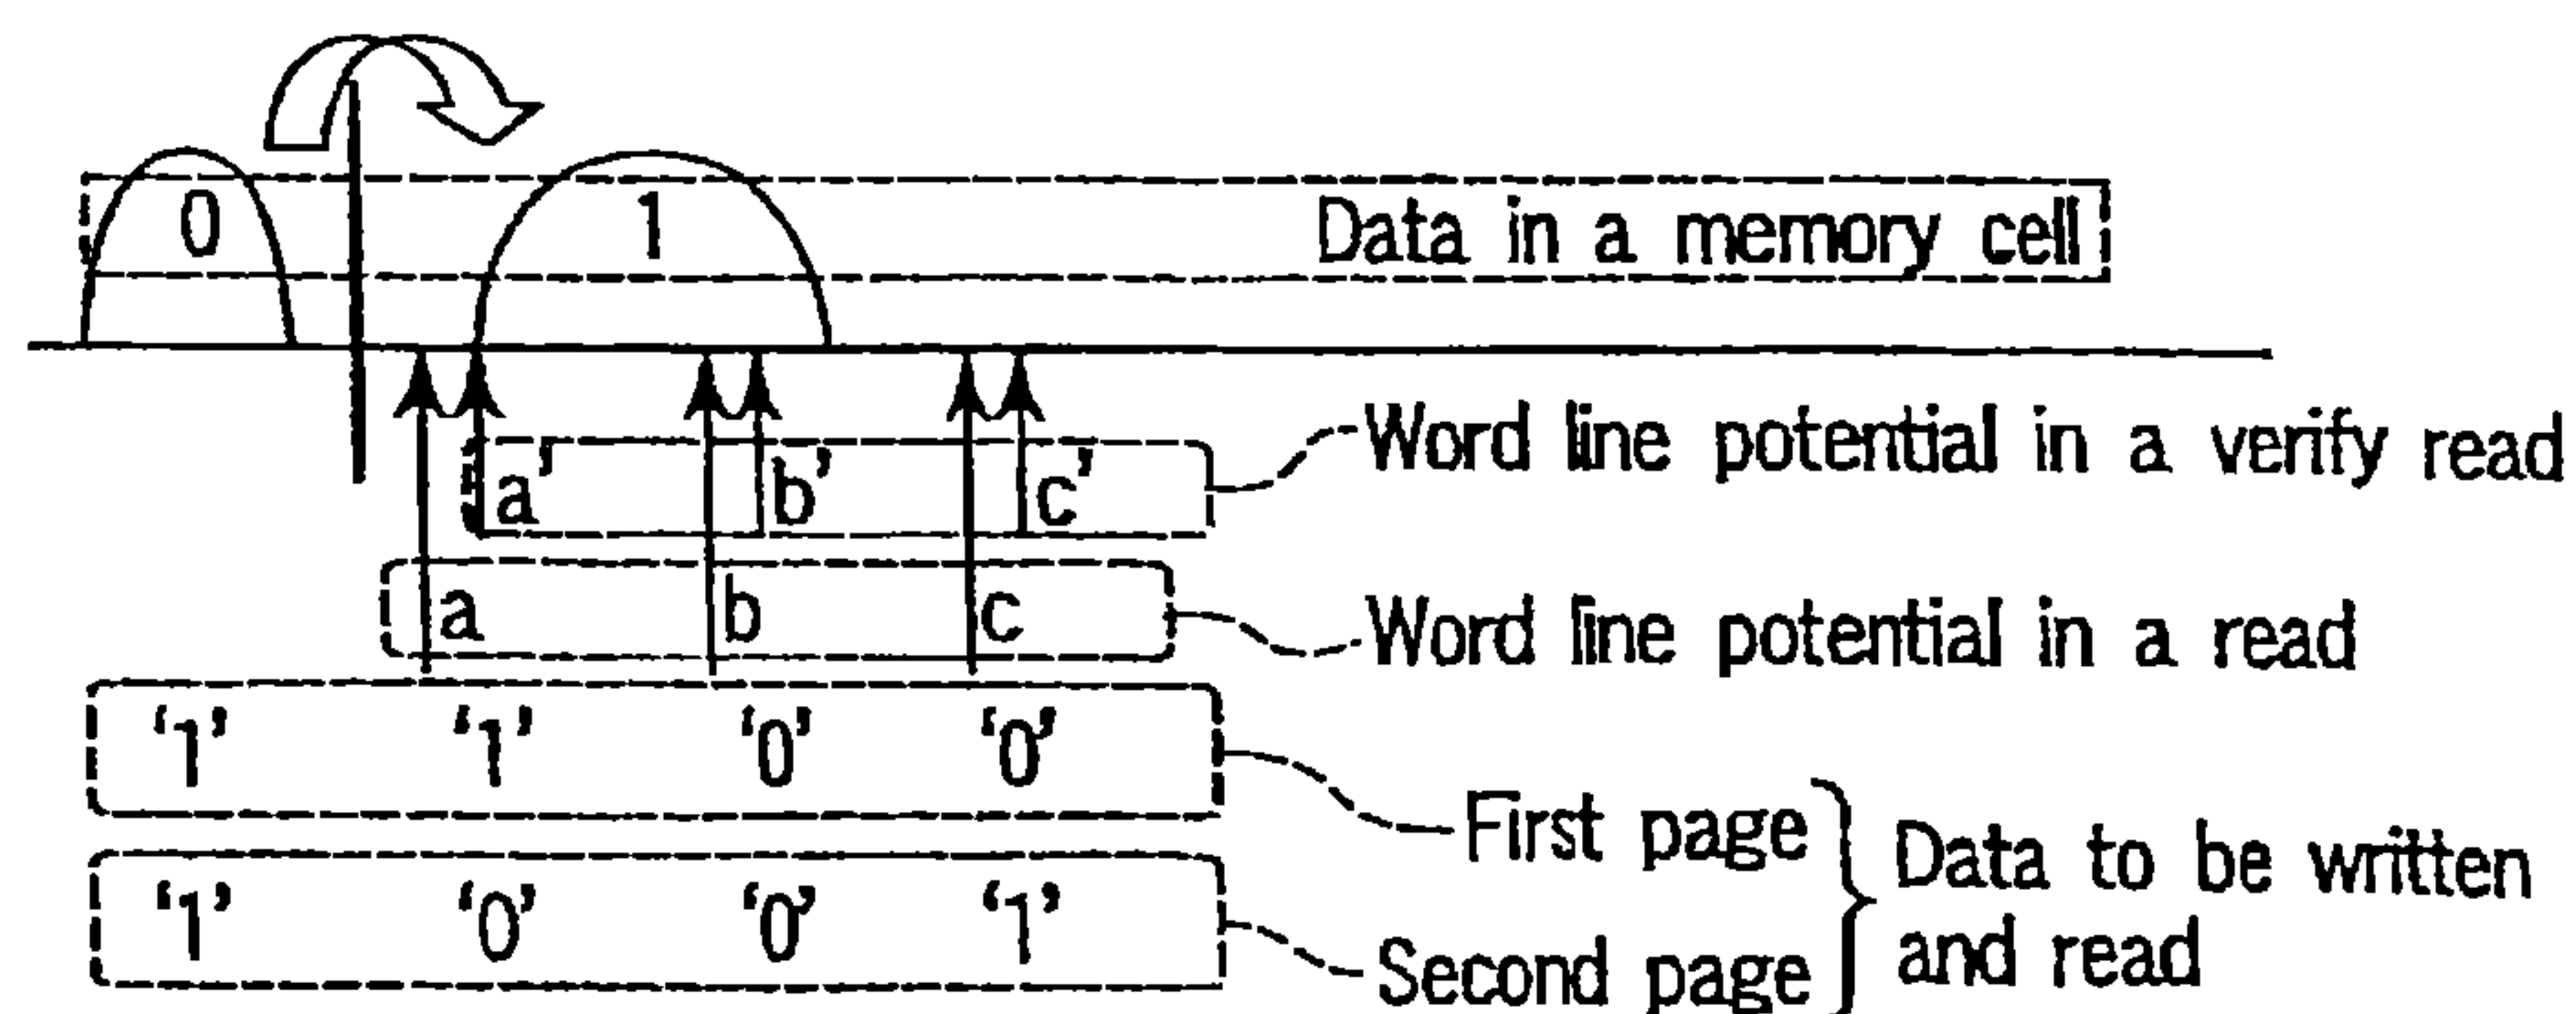 0 1 Data in a memory cell
a' b' c' Word line potential in a verify read
a b c Word line potential in a read
‘1’ ‘1’ ‘0’ ‘0’
First page
‘1’ ‘0’ ‘0’ ‘1’
Second page
Data to be written
and read